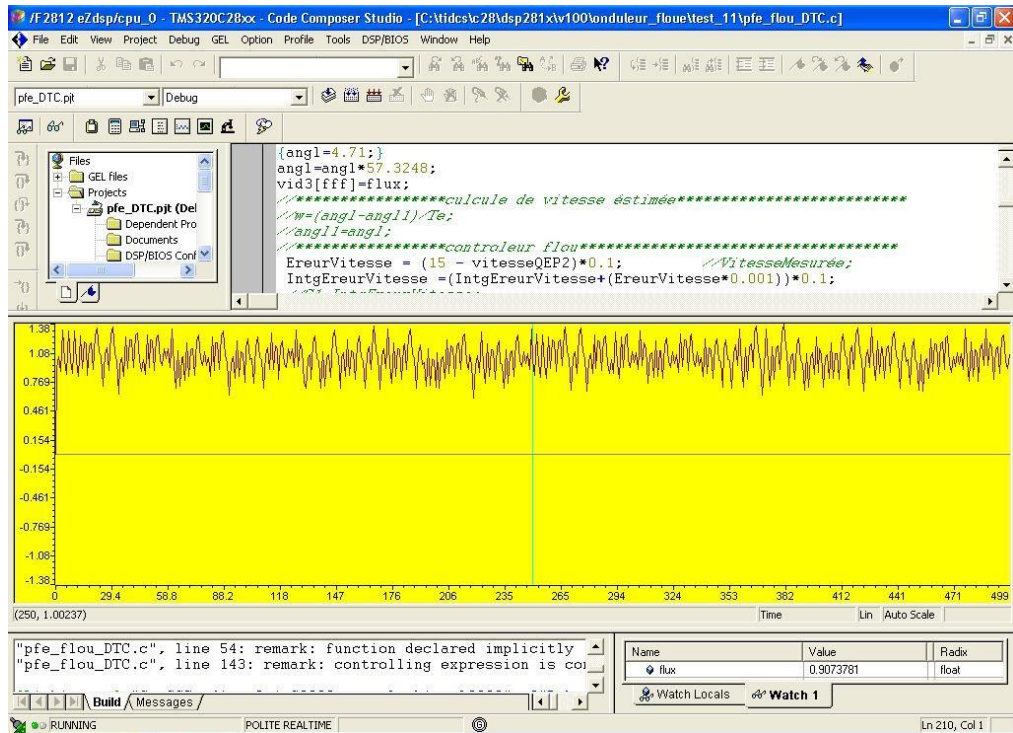 /F2812 eZdsp/cpu_0 - TMS320C28xx - Code Composer Studio - [C:\tidcs\c28\dsp281x\v100\onduleur_floue\test_11\pfe_flou_DTC.c]
File Edit View Project Debug GEL Option Profile Tools DSP/BIOS Window Help
pfe_DTC.pjt Debug
Files
GEL files
Projects
pfe_DTC.pjt (Del
Dependent Pro
Documents
DSP/BIOS Conf
{angl=4.71;}
angl=angl*57.3248;
vid3[fff]=flux;
//******************culcule de vitesse éstimée***************************
//w=(angl-angl1)/Te;
//angl1=angl;
//******************controleur flou*************************************
EreurVitesse = (15 - vitesseQEP2)*0.1; //VitesseMesurée;
IntgEreurVitesse =(IntgEreurVitesse+(EreurVitesse*0.001))*0.1;
1.38
1.08
0.769
0.461
0.154
-0.154
-0.461
-0.769
-1.08
-1.38
0 29.4 58.8 88.2 118 147 176 206 235 265 294 324 353 382 412 441 471 499
(250, 1.00237) Time Lin Auto Scale
"pfe_flou_DTC.c", line 54: remark: function declared implicitly
"pfe_flou_DTC.c", line 143: remark: controlling expression is con
Build Messages
Name Value Radix
flux 0.9073781 float
Watch Locals Watch 1
RUNNING POLITE REALTIME Ln 210, Col 1